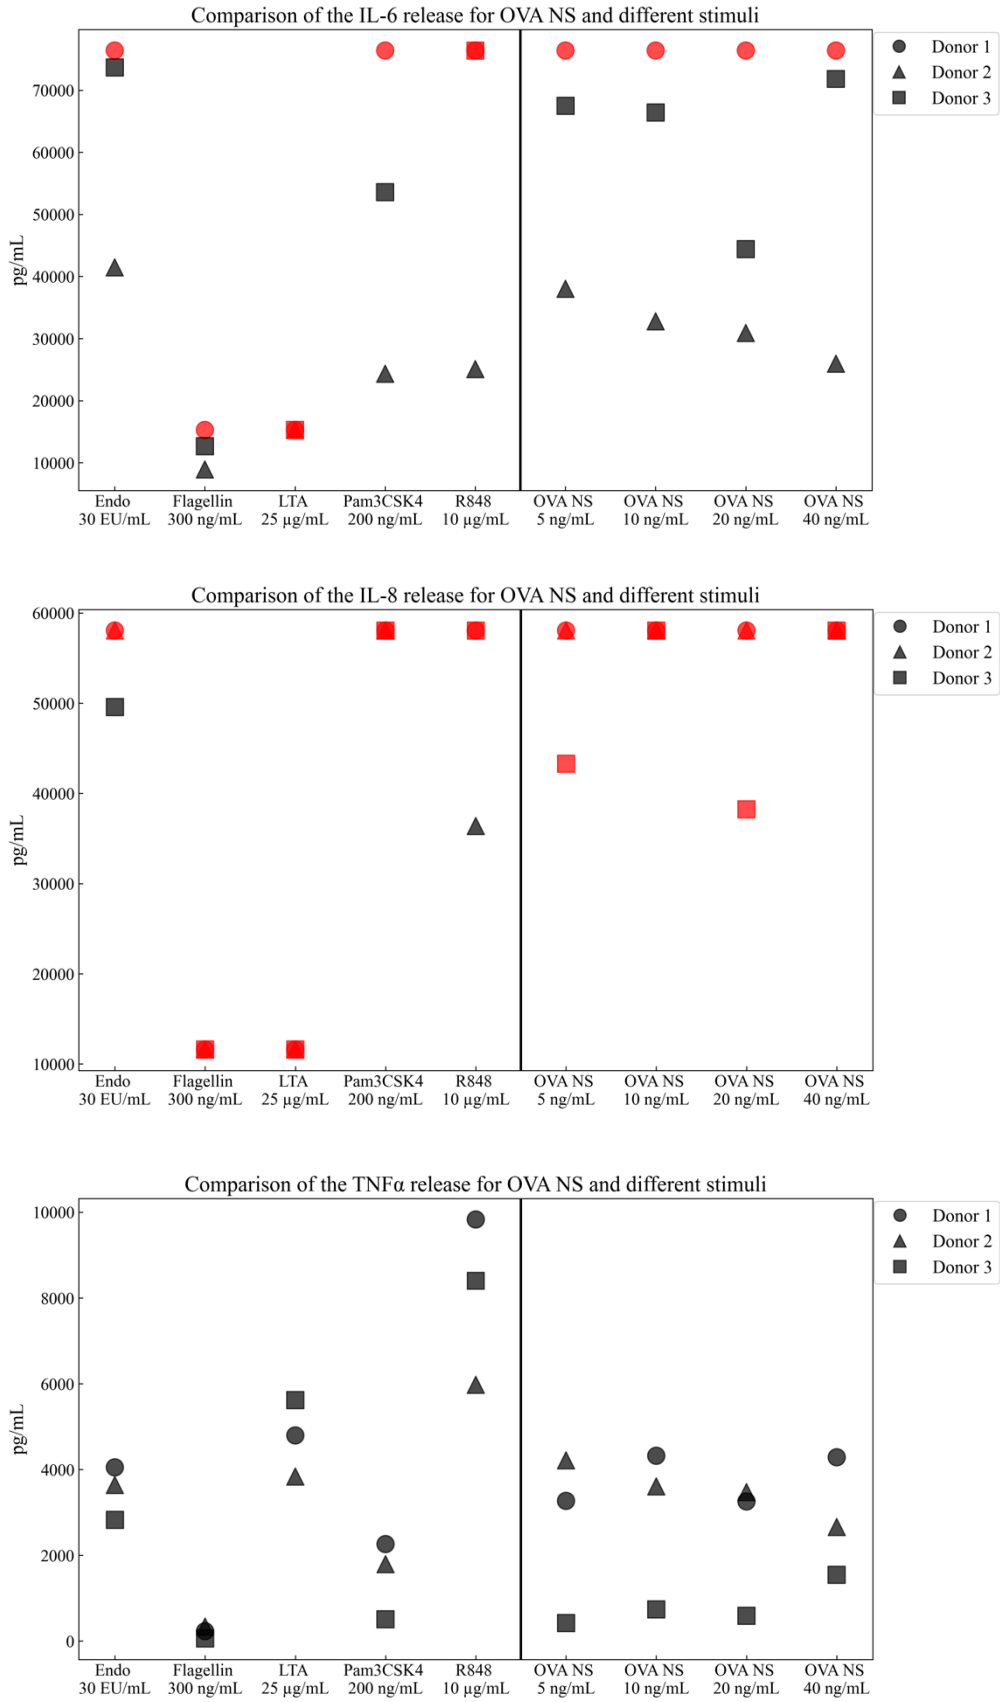 Comparison of the IL-6 release for OVA NS and different stimuli
Donor 1
Donor 2
Donor 3
70000
60000
50000
40000
30000
20000
10000
pg/mL
Endo Flagellin LTA Pam3CSK4 R848 OVA NS OVA NS OVA NS OVA NS
30 EU/mL 300 ng/mL 25 µg/mL 200 ng/mL 10 µg/mL 5 ng/mL 10 ng/mL 20 ng/mL 40 ng/mL
Comparison of the IL-8 release for OVA NS and different stimuli
Donor 1
Donor 2
Donor 3
60000
50000
40000
30000
20000
10000
pg/mL
Endo Flagellin LTA Pam3CSK4 R848 OVA NS OVA NS OVA NS OVA NS
30 EU/mL 300 ng/mL 25 µg/mL 200 ng/mL 10 µg/mL 5 ng/mL 10 ng/mL 20 ng/mL 40 ng/mL
Comparison of the TNFα release for OVA NS and different stimuli
Donor 1
Donor 2
Donor 3
10000
8000
6000
4000
2000
0
pg/mL
Endo Flagellin LTA Pam3CSK4 R848 OVA NS OVA NS OVA NS OVA NS
30 EU/mL 300 ng/mL 25 µg/mL 200 ng/mL 10 µg/mL 5 ng/mL 10 ng/mL 20 ng/mL 40 ng/mL